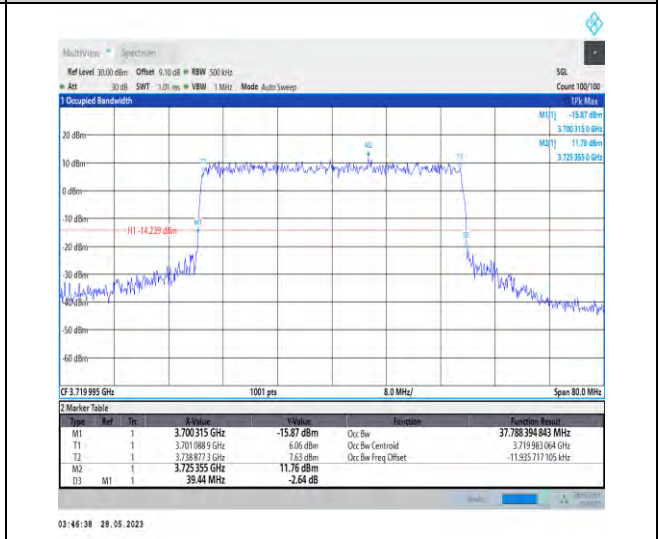 MultiView Spectrum
Ref Level 30.00 dBm Offset 9.10 dB RBW 500 kHz SGL
Att 30 dB SWT 1.01 ms VBW 1 MHz Mode Auto Sweep Count 100/100
1 Occupied Bandwidth 1Pk Max
M1[1] -15.87 dBm
3.700 315 0 GHz
M2[1] 11.76 dBm
3.725 355 0 GHz
20 dBm
M2
T1 T2
10 dBm
0 dBm
-10 dBm
M1
H1 -14.239 dBm
D3
-20 dBm
-30 dBm
-40 dBm
-50 dBm
-60 dBm
CF 3.719 995 GHz 1001 pts 8.0 MHz/ Span 80.0 MHz
2 Marker Table
Type Ref Trc X-Value Y-Value Function Function Result
M1 1 3.700 315 GHz -15.87 dBm Occ Bw 37.788 394 843 MHz
T1 1 3.701 088 9 GHz 6.06 dBm Occ Bw Centroid 3.719 983 064 GHz
T2 1 3.738 877 3 GHz 7.63 dBm Occ Bw Freq Offset -11.935 717 105 kHz
M2 1 3.725 355 GHz 11.76 dBm
D3 M1 1 39.44 MHz -2.64 dB
03:46:38 28.05.2023